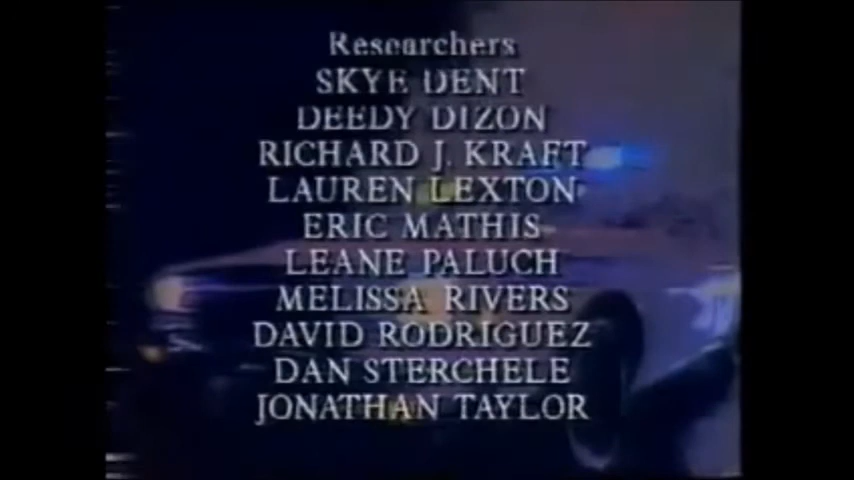 Researchers
SKYE DENT
DEEDY DIZON
RICHARD J. KRAFT
LAUREN LEXTON
ERIC MATHIS
LEANE PALUCH
MELISSA RIVERS
DAVID RODRIGUEZ
DAN STERCHELE
JONATHAN TAYLOR